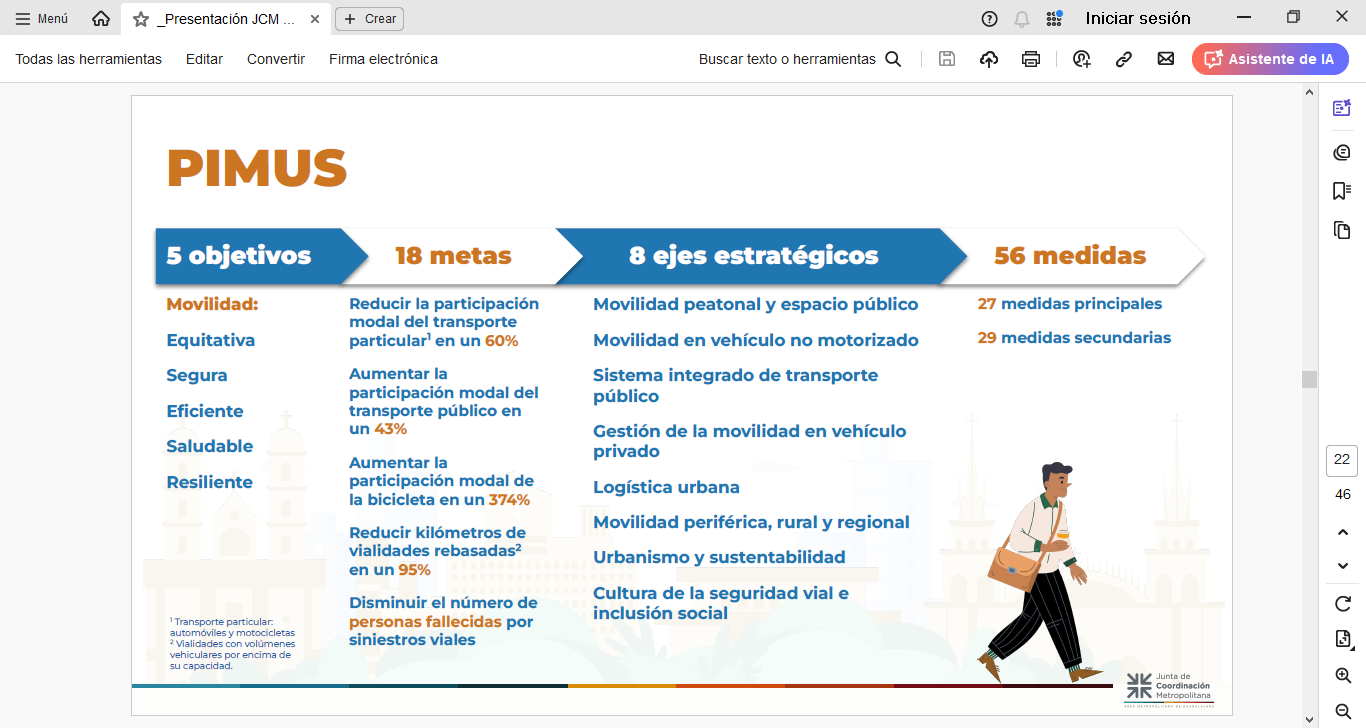 Menú
_Presentación JCM ...
Crear
Iniciar sesión
Todas las herramientas
Editar
Convertir
Firma electrónica
Buscar texto o herramientas
Asistente de IA
PIMUS
5 objetivos
18 metas
8 ejes estratégicos
56 medidas
Movilidad:
Equitativa
Segura
Eficiente
Saludable
Resiliente
¹ Transporte particular:
automóviles y motocicletas
² Vialidades con volúmenes
vehiculares por encima de
su capacidad.
Reducir la participación
modal del transporte
particular¹ en un 60%
Aumentar la
participación modal del
transporte público en
un 43%
Aumentar la
participación modal de
la bicicleta en un 374%
Reducir kilómetros de
vialidades rebasadas²
en un 95%
Disminuir el número de
personas fallecidas por
siniestros viales
Movilidad peatonal y espacio público
Movilidad en vehículo no motorizado
Sistema integrado de transporte
público
Gestión de la movilidad en vehículo
privado
Logística urbana
Movilidad periférica, rural y regional
Urbanismo y sustentabilidad
Cultura de la seguridad vial e
inclusión social
27 medidas principales
29 medidas secundarias
Junta de
Coordinación
Metropolitana
ÁREA METROPOLITANA DE GUADALAJARA
22
46